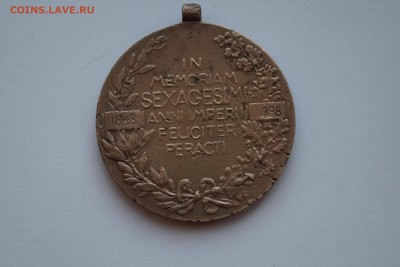 COINS.LAVE.RU
IN
MEMORIAM
SEXAGESIMI
1848 ANNI IMPERII 1908
FELICITER
PERACTI